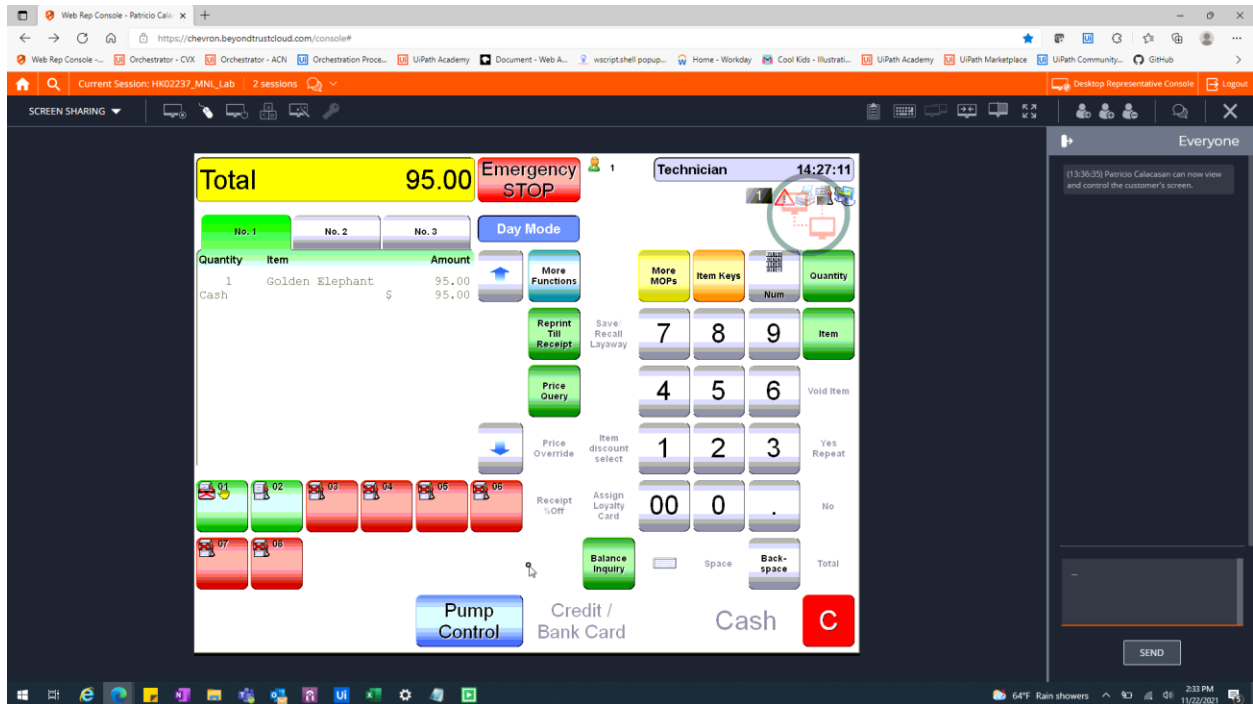 Web Rep Console - Patricio Cala
https://chevron.beyondtrustcloud.com/console#
Web Rep Console -...
Orchestrator - CVX
Orchestrator - ACN
Orchestration Proce...
UiPath Academy
Document - Web A...
wscript.shell popup...
Home - Workday
Cool Kids - Illustrati...
UiPath Academy
UiPath Marketplace
UiPath Community...
GitHub
Current Session: HK02237_MNL_Lab
2 sessions
Desktop Representative Console
Logout
SCREEN SHARING
Everyone
(13:36:35) Patricio Calacasan can now view
and control the customer's screen.
Total 95.00
Emergency
STOP
1
Technician 14:27:11
1
No. 1
No. 2
No. 3
Day Mode
Quantity Item Amount
1 Golden Elephant 95.00
Cash $ 95.00
More
Functions
More
MOPs
Item Keys
Num
Quantity
Reprint
Till
Receipt
Save/
Recall
Layaway
7
8
9
Item
Price
Query
4
5
6
Void Item
Price
Override
Item
discount
select
1
2
3
Yes
Repeat
01
02
03
04
05
06
Receipt
%Off
Assign
Loyalty
Card
00
0
.
No
07
08
Balance
Inquiry
Space
Back-
space
Total
Pump
Control
Credit /
Bank Card
Cash
C
SEND
64°F Rain showers
2:33 PM
11/22/2021